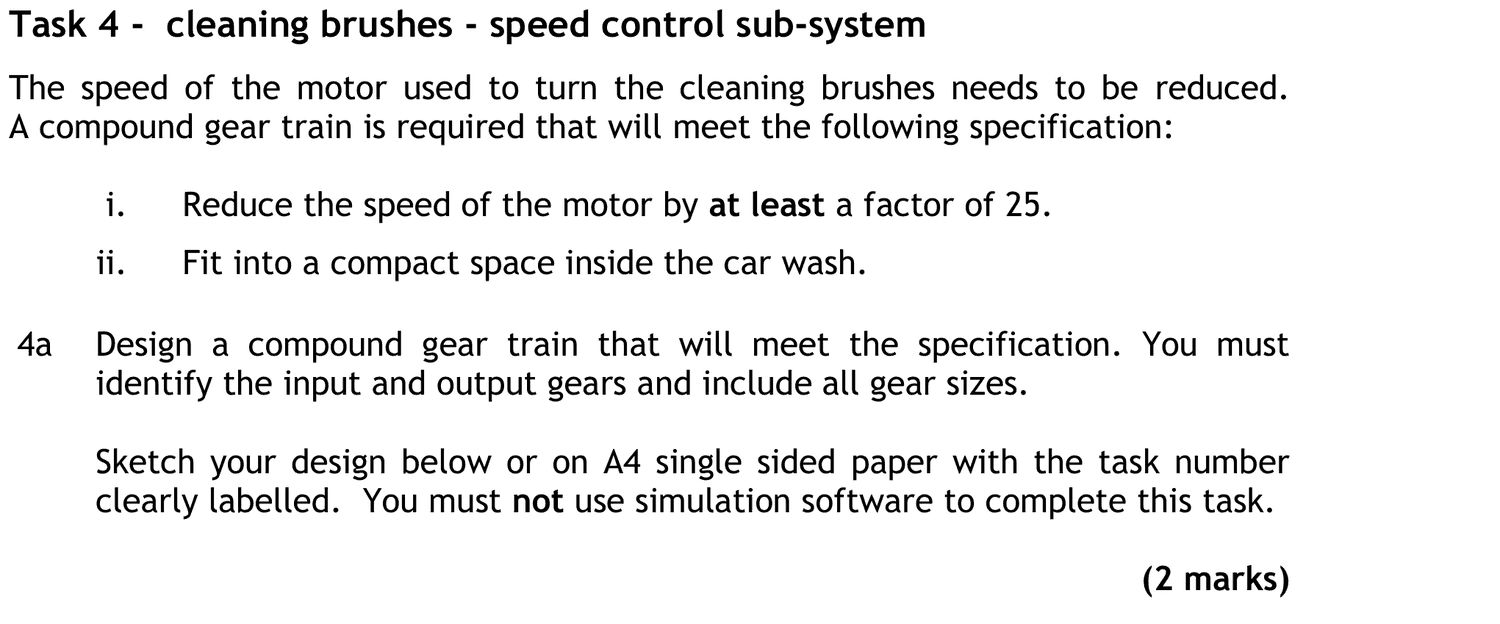 Task 4 - cleaning brushes - speed control sub-system
The speed of the motor used to turn the cleaning brushes needs to be reduced.
A compound gear train is required that will meet the following specification:
i. Reduce the speed of the motor by at least a factor of 25.
ii. Fit into a compact space inside the car wash.
4a Design a compound gear train that will meet the specification. You must
identify the input and output gears and include all gear sizes.
Sketch your design below or on A4 single sided paper with the task number
clearly labelled. You must not use simulation software to complete this task.
(2 marks)